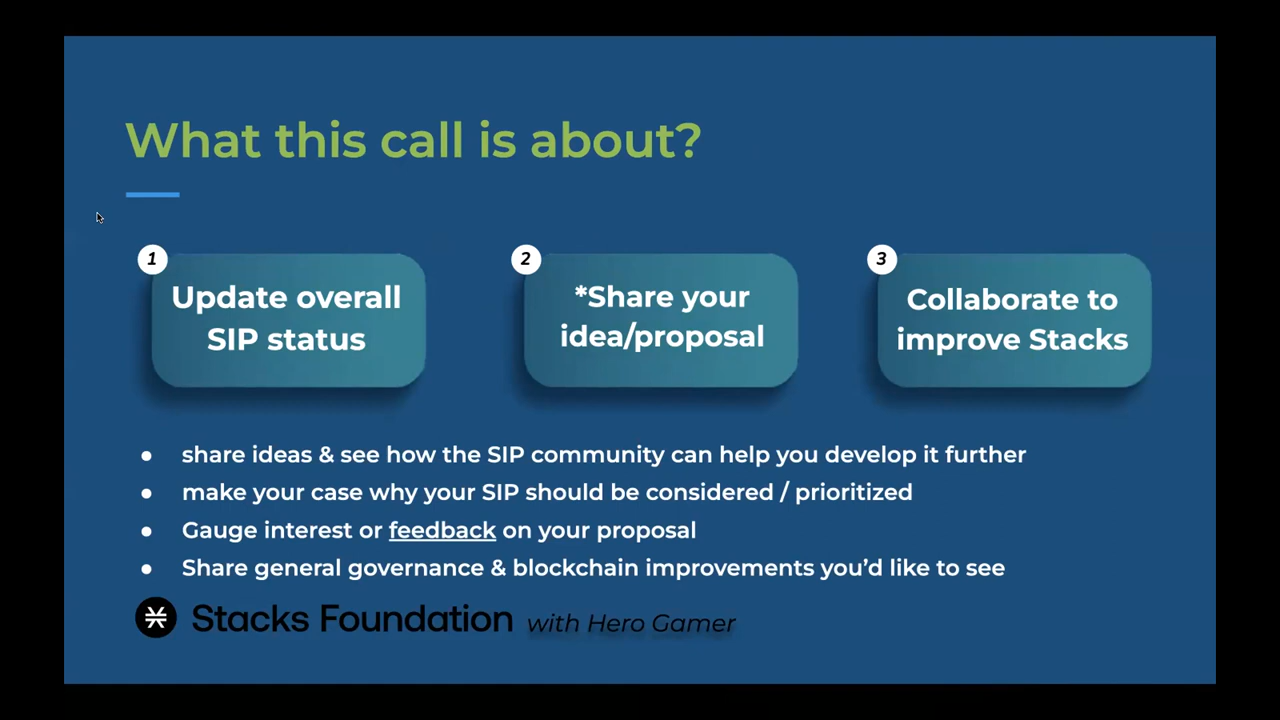 What this call is about?
1
Update overall
SIP status
2
*Share your
idea/proposal
3
Collaborate to
improve Stacks
● share ideas & see how the SIP community can help you develop it further
● make your case why your SIP should be considered / prioritized
● Gauge interest or feedback on your proposal
● Share general governance & blockchain improvements you’d like to see
Stacks Foundation with Hero Gamer